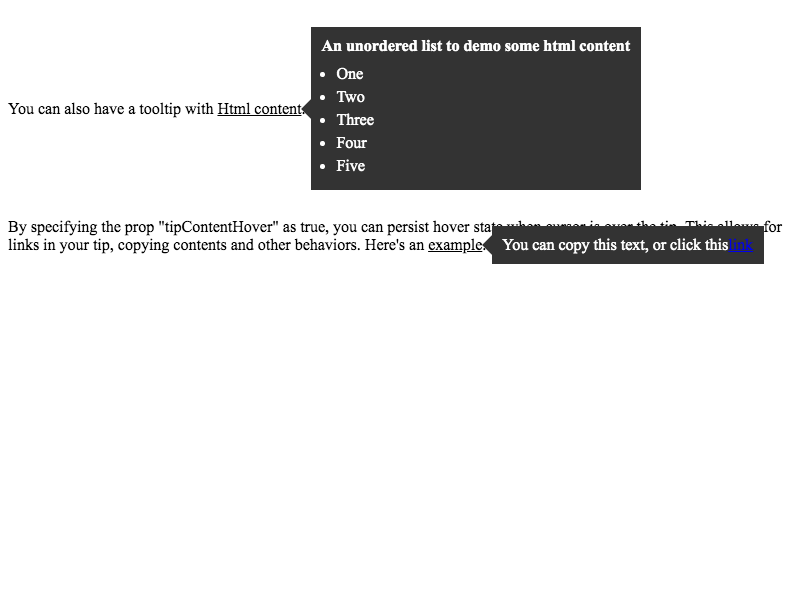 You can also have a tooltip with Html content.
An unordered list to demo some html content
One
Two
Three
Four
Five
By specifying the prop "tipContentHover" as true, you can persist hover state when cursor is over the tip. This allows for
links in your tip, copying contents and other behaviors. Here's an example.
You can copy this text, or click thislink